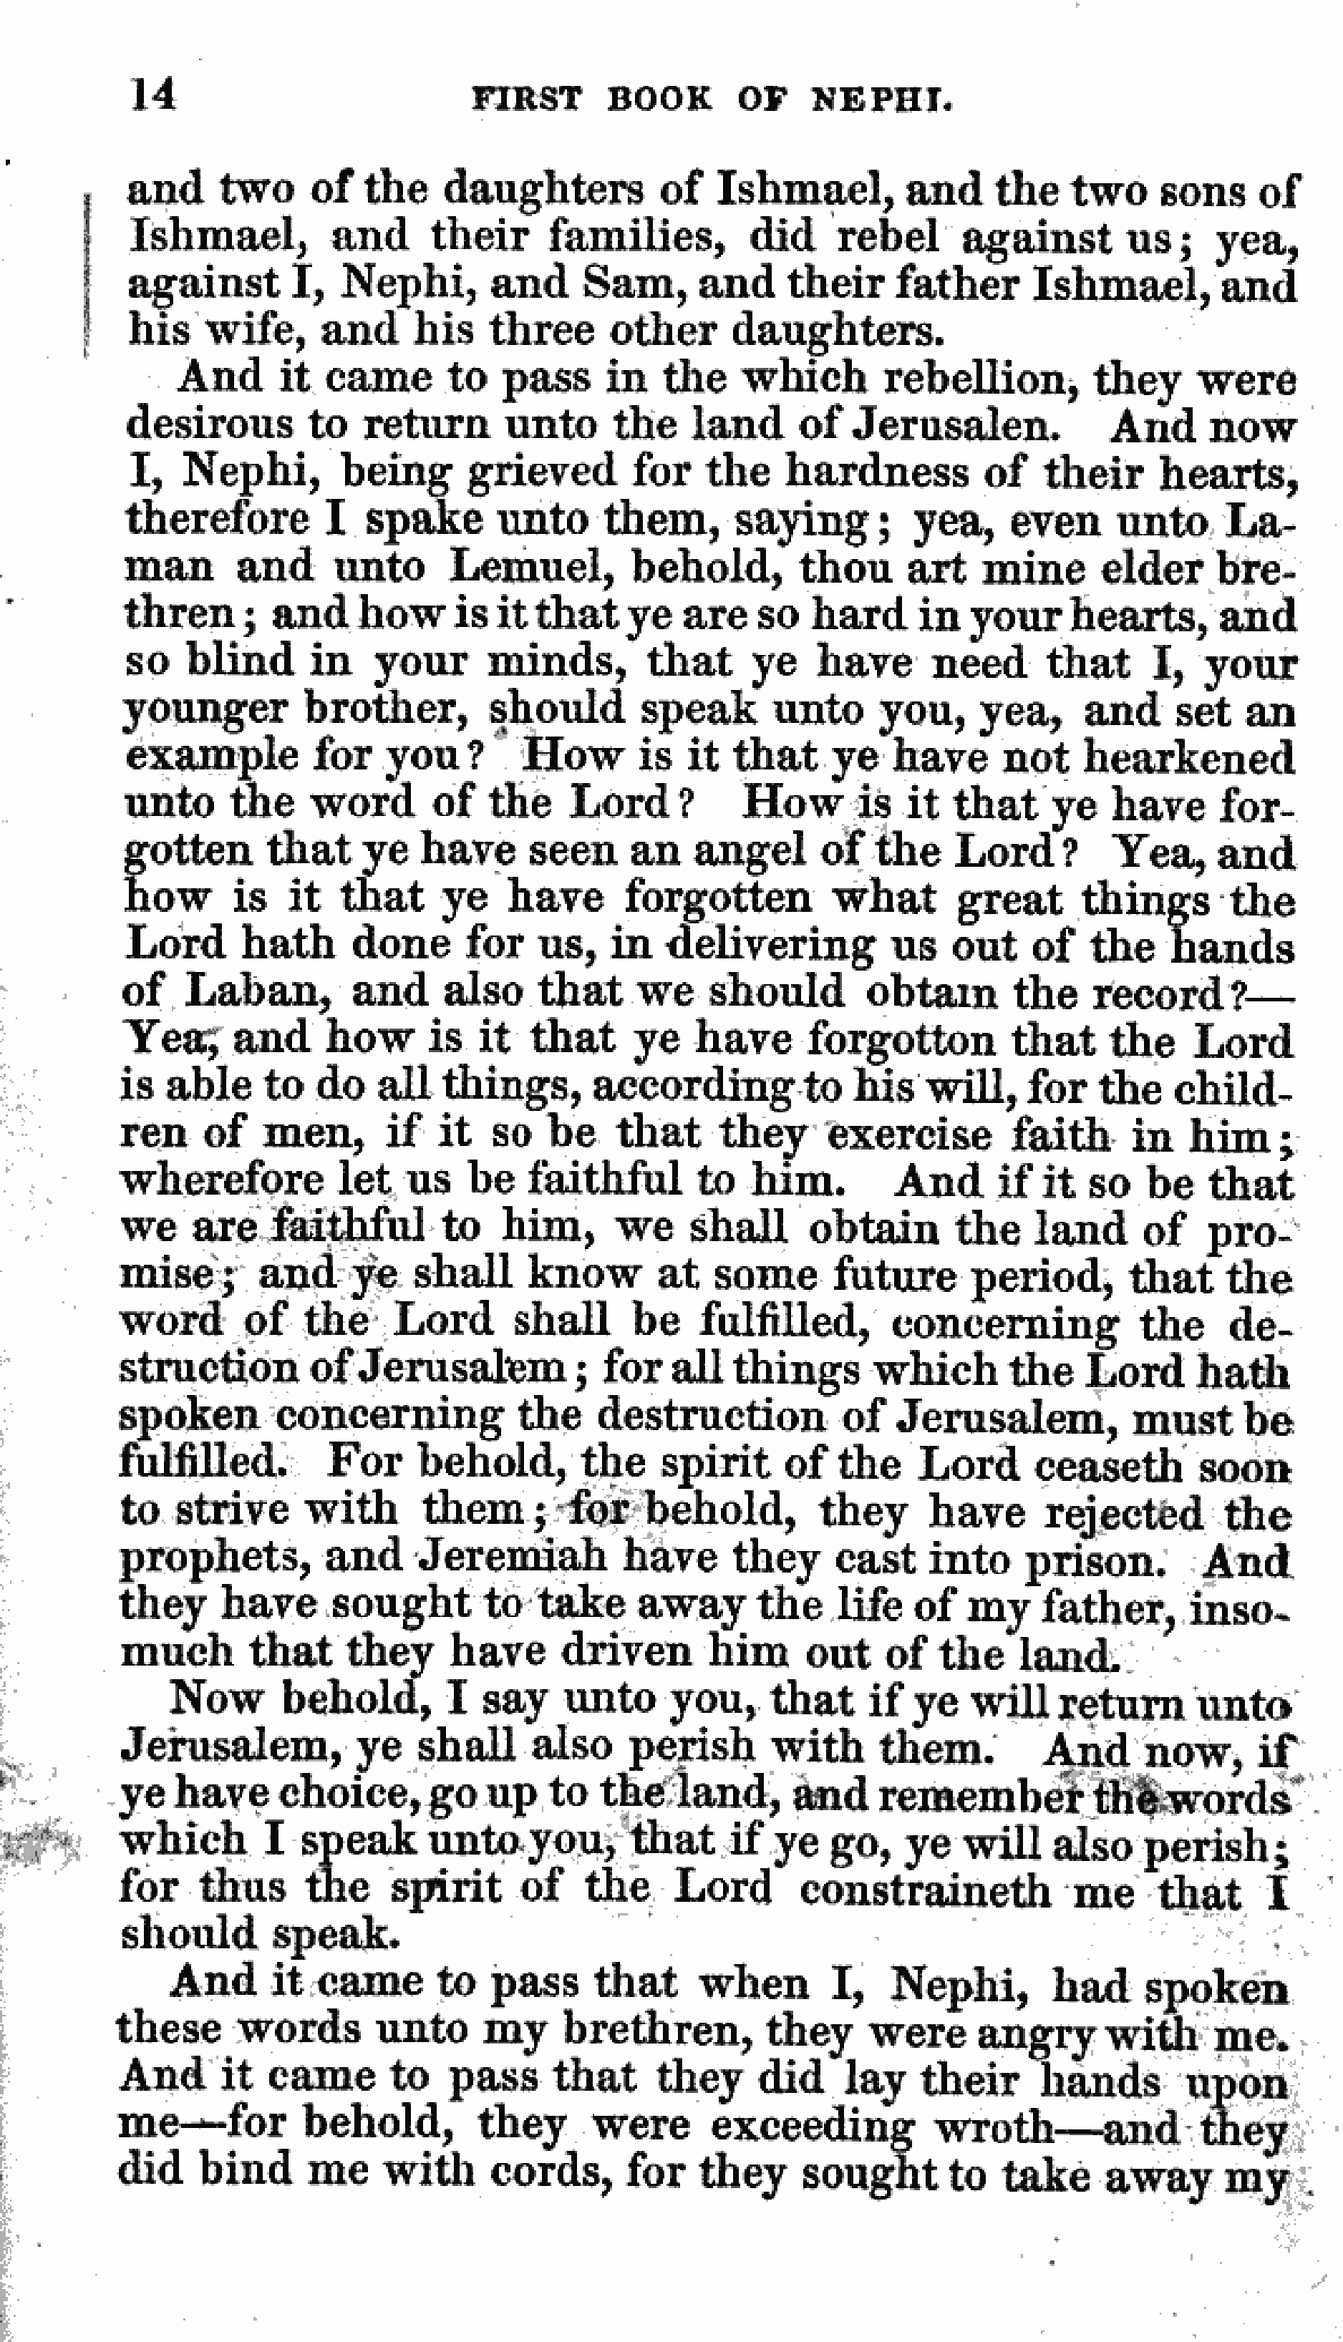 14 FIRST BOOK OF NEPHI.
and two of the daughters of Ishmael, and the two sons of
Ishmael, and their families, did rebel against us; yea,
against I, Nephi, and Sam, and their father Ishmael, and
his wife, and his three other daughters.
And it came to pass in the which rebellion, they were
desirous to return unto the land of Jerusalen. And now
I, Nephi, being grieved for the hardness of their hearts,
therefore I spake unto them, saying; yea, even unto La-
man and unto Lemuel, behold, thou art mine elder bre-
thren; and how is it that ye are so hard in your hearts, and
so blind in your minds, that ye have need that I, your
younger brother, should speak unto you, yea, and set an
example for you? How is it that ye have not hearkened
unto the word of the Lord? How is it that ye have for-
gotten that ye have seen an angel of the Lord? Yea, and
how is it that ye have forgotten what great things the
Lord hath done for us, in delivering us out of the hands
of Laban, and also that we should obtain the record?—
Yea, and how is it that ye have forgotton that the Lord
is able to do all things, according to his will, for the child-
ren of men, if it so be that they exercise faith in him;
wherefore let us be faithful to him. And if it so be that
we are faithful to him, we shall obtain the land of pro-
mise; and ye shall know at some future period, that the
word of the Lord shall be fulfilled, concerning the de-
struction of Jerusalem; for all things which the Lord hath
spoken concerning the destruction of Jerusalem, must be
fulfilled. For behold, the spirit of the Lord ceaseth soon
to strive with them; for behold, they have rejected the
prophets, and Jeremiah have they cast into prison. And
they have sought to take away the life of my father, inso-
much that they have driven him out of the land.
Now behold, I say unto you, that if ye will return unto
Jerusalem, ye shall also perish with them. And now, if
ye have choice, go up to the land, and remember the words
which I speak unto you, that if ye go, ye will also perish;
for thus the spirit of the Lord constraineth me that I
should speak.
And it came to pass that when I, Nephi, had spoken
these words unto my brethren, they were angry with me.
And it came to pass that they did lay their hands upon
me—for behold, they were exceeding wroth—and they
did bind me with cords, for they sought to take away my